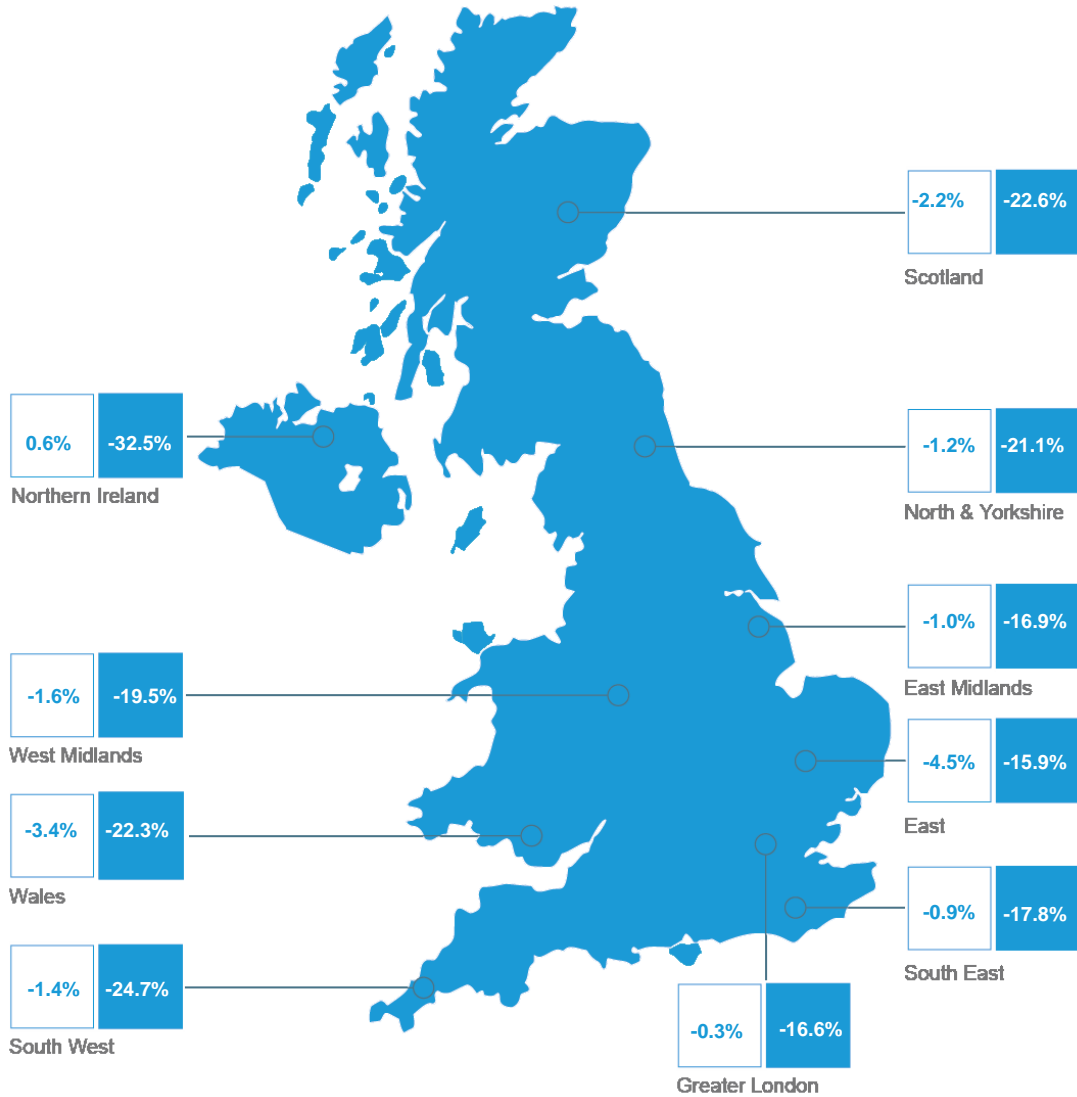 -2.2% -22.6%
Scotland
0.6% -32.5%
Northern Ireland
-1.2% -21.1%
North & Yorkshire
-1.0% -16.9%
East Midlands
-1.6% -19.5%
West Midlands
-4.5% -15.9%
East
-3.4% -22.3%
Wales
-0.9% -17.8%
South East
-1.4% -24.7%
South West
-0.3% -16.6%
Greater London